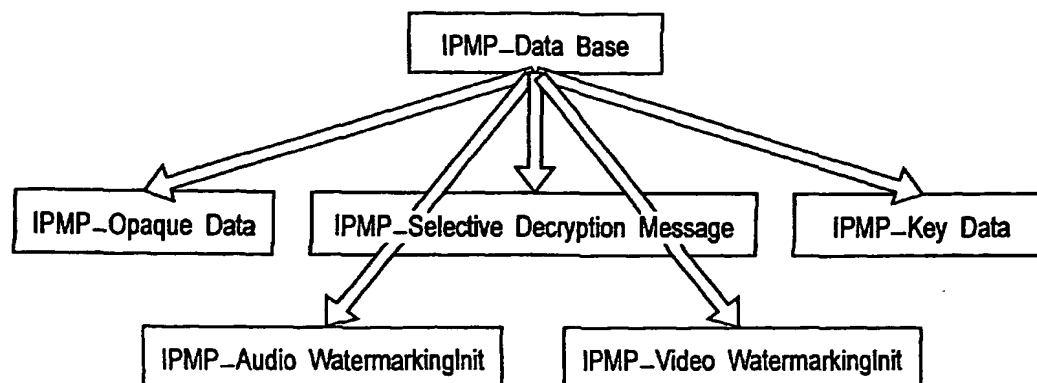 IPMP_Data Base
IPMP_Opaque Data
IPMP_Selective Decryption Message
IPMP_Key Data
IPMP_Audio WatermarkingInit
IPMP_Video WatermarkingInit